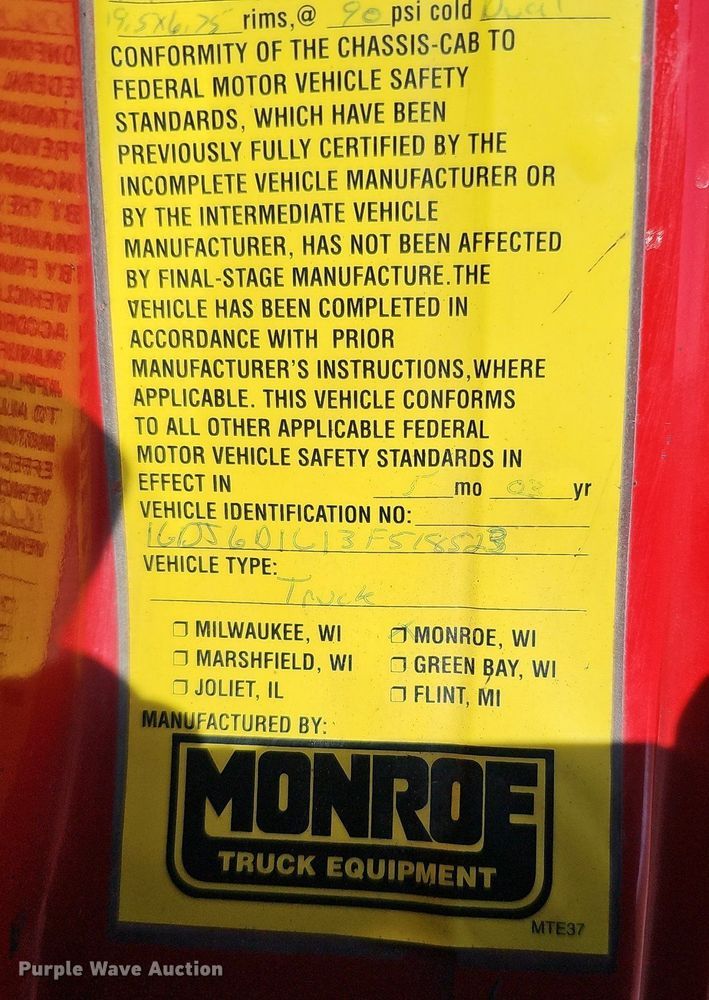 19.5X6.75 rims,@ 90 psi cold Dual
CONFORMITY OF THE CHASSIS-CAB TO
FEDERAL MOTOR VEHICLE SAFETY
STANDARDS, WHICH HAVE BEEN
PREVIOUSLY FULLY CERTIFIED BY THE
INCOMPLETE VEHICLE MANUFACTURER OR
BY THE INTERMEDIATE VEHICLE
MANUFACTURER, HAS NOT BEEN AFFECTED
BY FINAL-STAGE MANUFACTURE.THE
VEHICLE HAS BEEN COMPLETED IN
ACCORDANCE WITH PRIOR
MANUFACTURER'S INSTRUCTIONS,WHERE
APPLICABLE. THIS VEHICLE CONFORMS
TO ALL OTHER APPLICABLE FEDERAL
MOTOR VEHICLE SAFETY STANDARDS IN
EFFECT IN 5 mo 03 yr
VEHICLE IDENTIFICATION NO:
1GDJ6D1C13F518523
VEHICLE TYPE:
Truck
MILWAUKEE, WI MONROE, WI
MARSHFIELD, WI GREEN BAY, WI
JOLIET, IL FLINT, MI
MANUFACTURED BY:
MONROE
TRUCK EQUIPMENT
MTE37
Purple Wave Auction